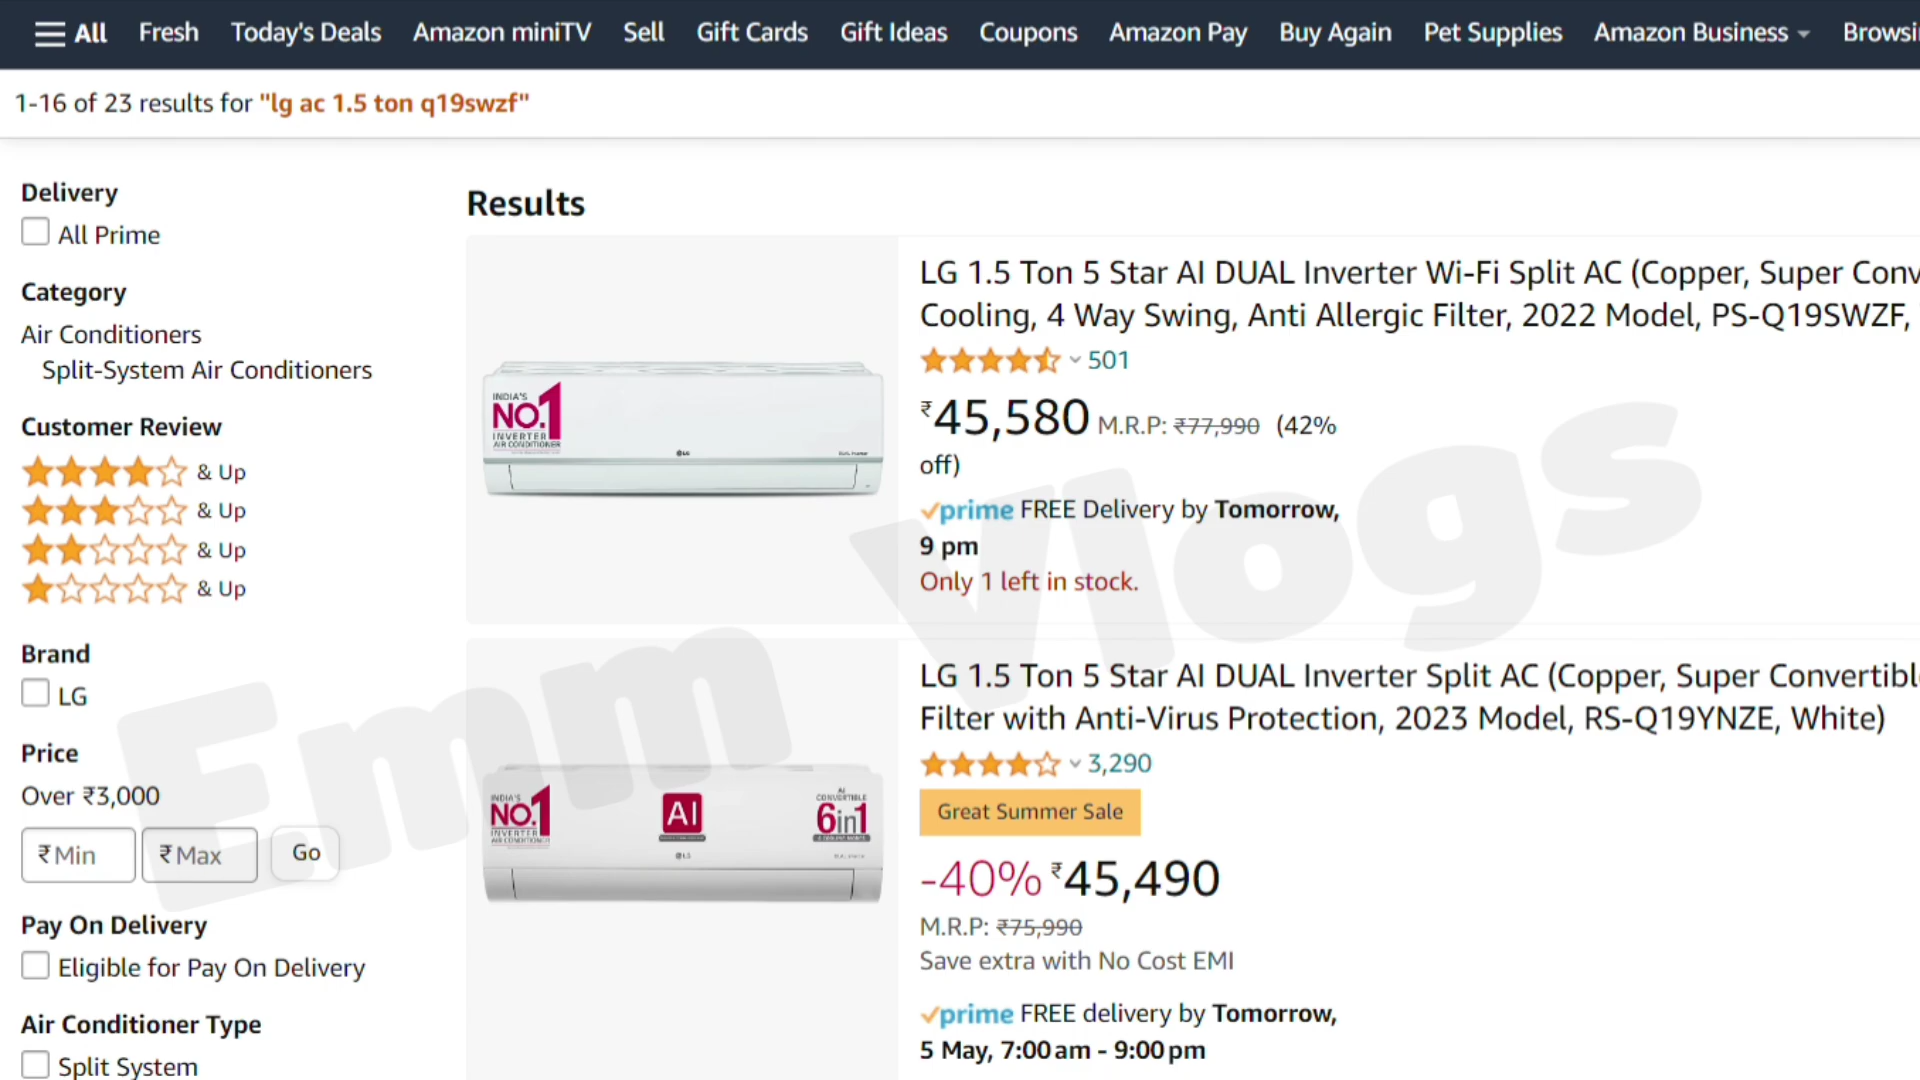 All Fresh Today's Deals Amazon miniTV Sell Gift Cards Gift Ideas Coupons Amazon Pay Buy Again Pet Supplies Amazon Business Browsi
1-16 of 23 results for "lg ac 1.5 ton q19swzf"
Delivery
All Prime
Category
Air Conditioners
Split-System Air Conditioners
Customer Review
& Up
& Up
& Up
& Up
Brand
LG
Price
Over ₹3,000
₹ Min ₹ Max Go
Pay On Delivery
Eligible for Pay On Delivery
Air Conditioner Type
Split System
Results
INDIA'S
NO.1
INVERTER
AIR CONDITIONER
LG
LG 1.5 Ton 5 Star AI DUAL Inverter Wi-Fi Split AC (Copper, Super Conv
Cooling, 4 Way Swing, Anti Allergic Filter, 2022 Model, PS-Q19SWZF,
501
₹45,580 M.R.P: ₹77,990 (42%
off)
prime FREE Delivery by Tomorrow,
9 pm
Only 1 left in stock.
INDIA'S
NO.1
INVERTER
AIR CONDITIONER
AI
AI
CONVERTIBLE
6in1
LG
LG 1.5 Ton 5 Star AI DUAL Inverter Split AC (Copper, Super Convertibl
Filter with Anti-Virus Protection, 2023 Model, RS-Q19YNZE, White)
3,290
Great Summer Sale
-40% ₹45,490
M.R.P: ₹75,990
Save extra with No Cost EMI
prime FREE delivery by Tomorrow,
5 May, 7:00 am - 9:00 pm
Emm Vlogs